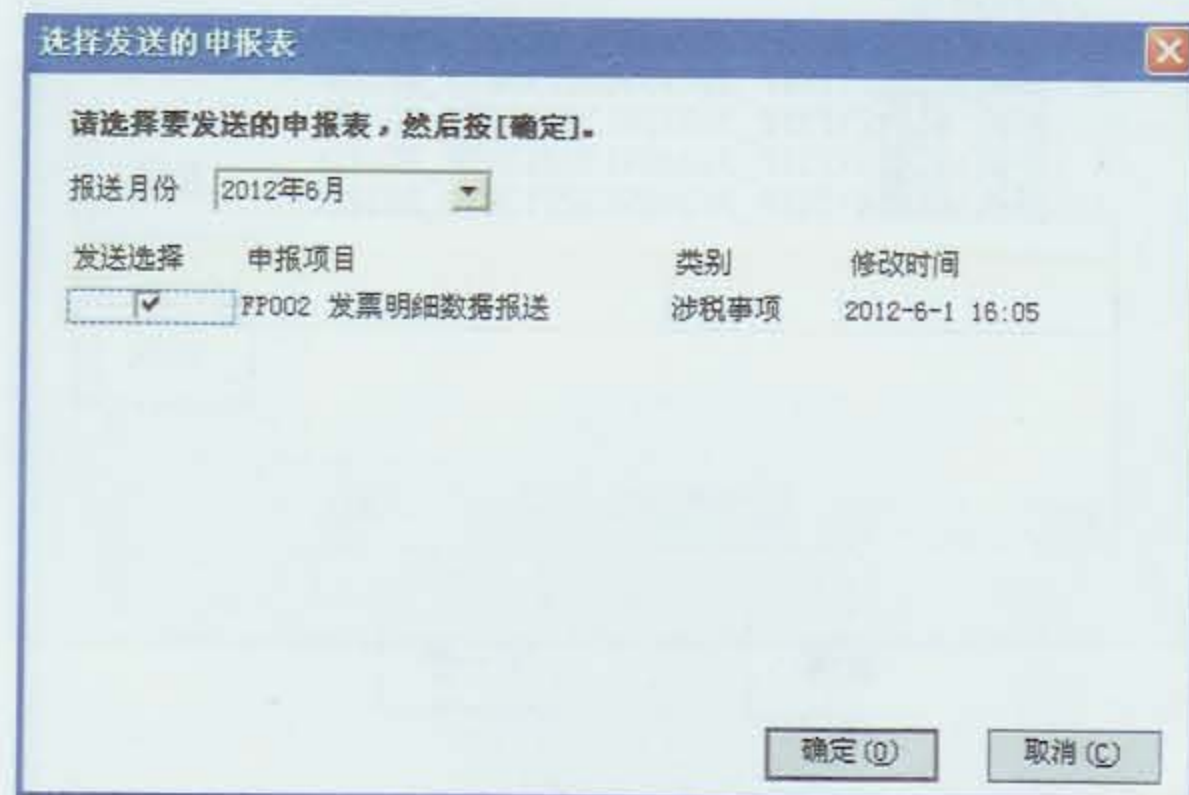 选择发送的申报表
请选择要发送的申报表，然后按[确定]。
报送月份 2012年6月
发送选择 申报项目 类别 修改时间
FP002 发票明细数据报送 涉税事项 2012-6-1 16:05
确定(O) 取消(C)